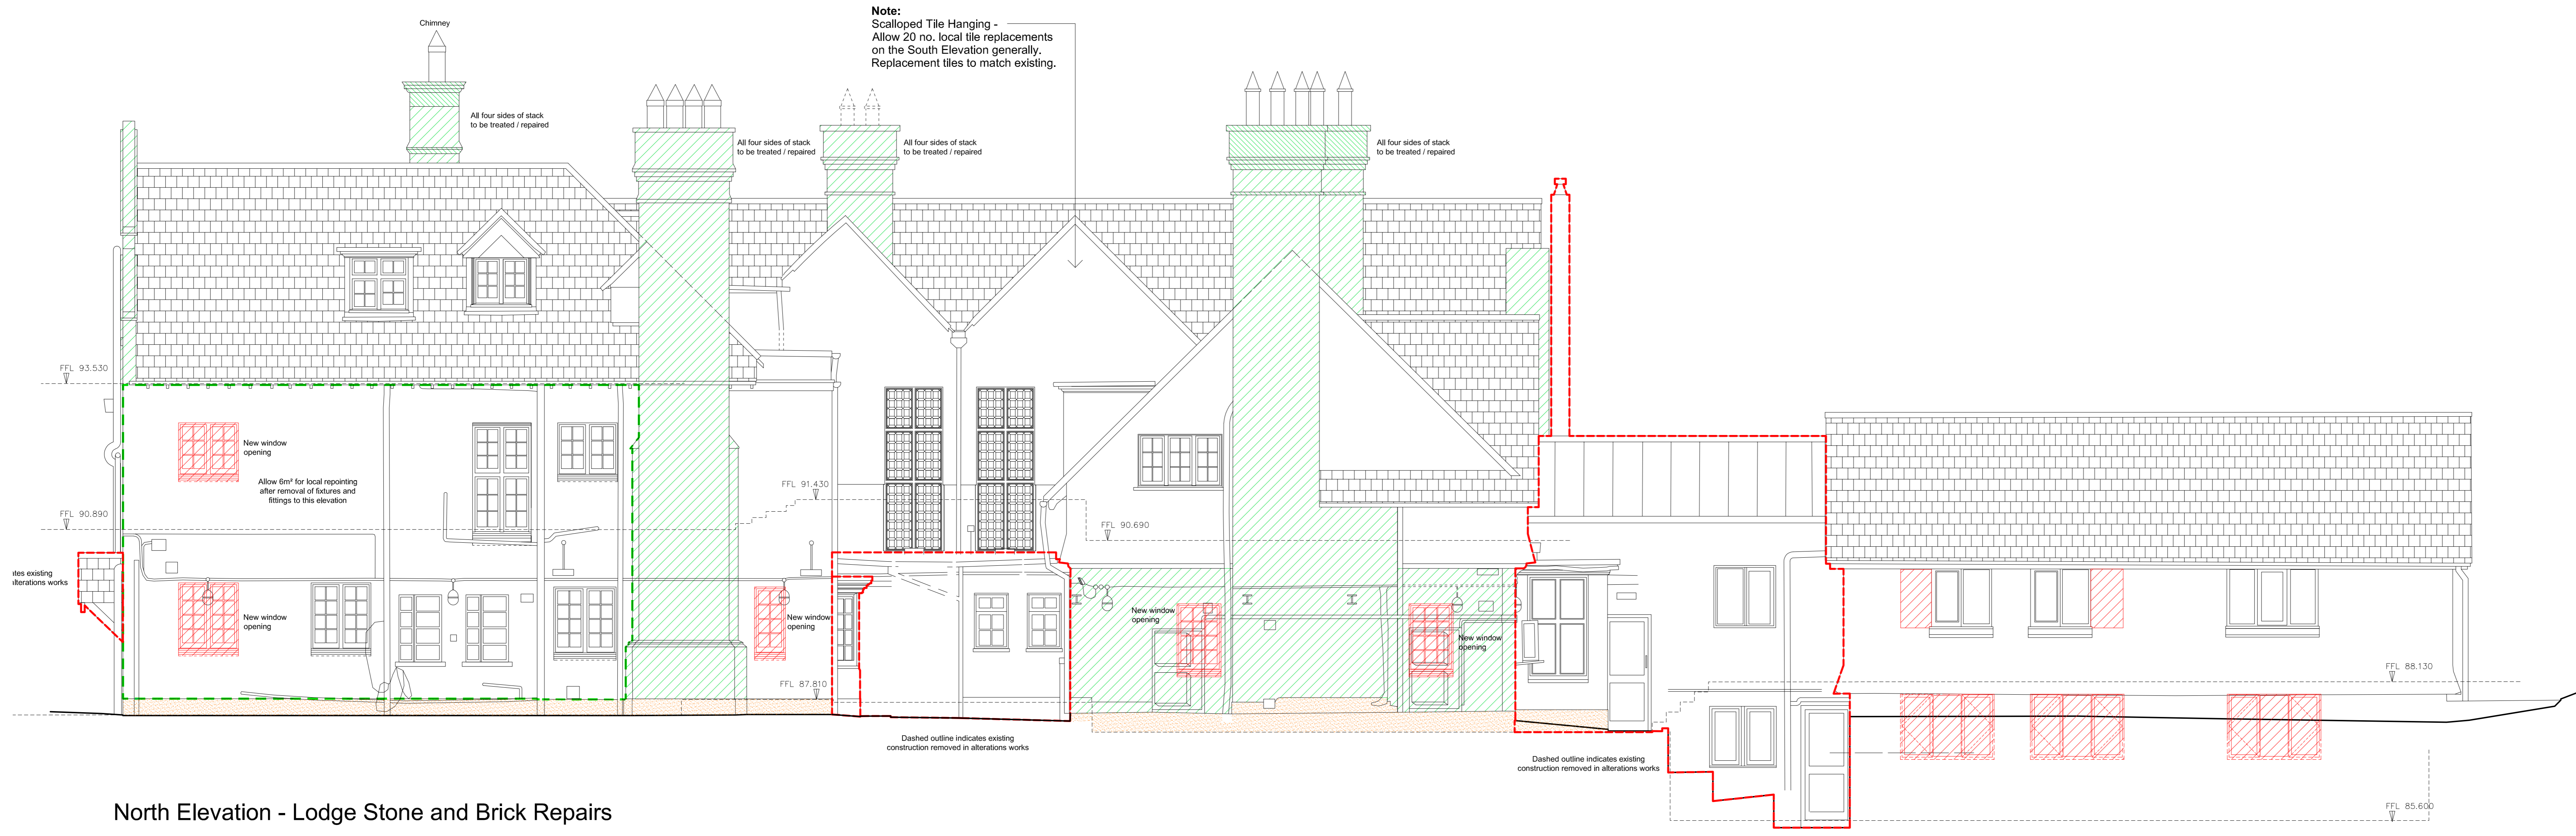 Note:
Scalloped Tile Hanging -
Allow 20 no. local tile replacements
on the South Elevation generally.
Replacement tiles to match existing.
Chimney
All four sides of stack
to be treated / repaired
All four sides of stack
to be treated / repaired
All four sides of stack
to be treated / repaired
All four sides of stack
to be treated / repaired
FFL 93.530
New window
opening
Allow 6m² for local repointing
after removal of fixtures and
fittings to this elevation
FFL 91.430
FFL 90.890
FFL 90.690
ates existing
alterations works
New window
opening
New window
opening
New window
opening
New window
opening
FFL 88.130
FFL 87.810
Dashed outline indicates existing
construction removed in alterations works
Dashed outline indicates existing
construction removed in alterations works
FFL 85.600
North Elevation - Lodge Stone and Brick Repairs